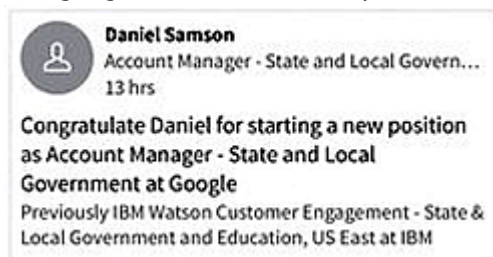 Daniel Samson
Account Manager - State and Local Govern...
13 hrs
Congratulate Daniel for starting a new position
as Account Manager - State and Local
Government at Google
Previously IBM Watson Customer Engagement - State &
Local Government and Education, US East at IBM